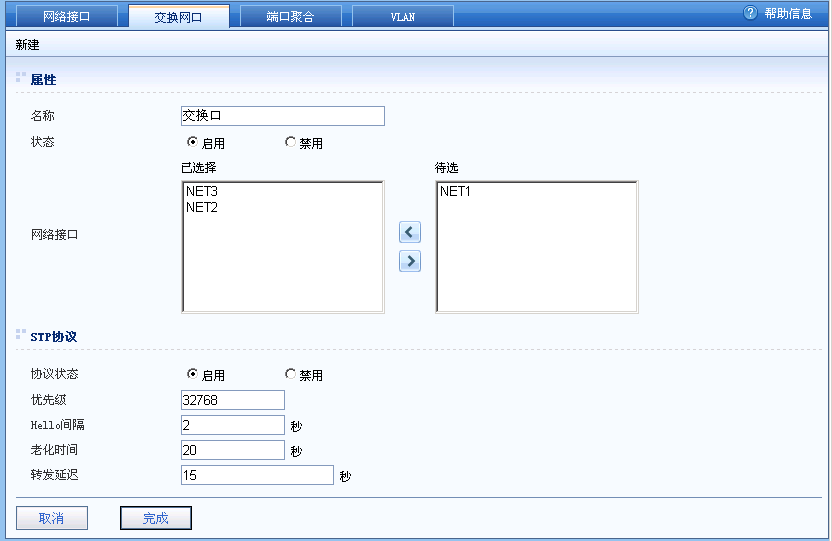 网络接口 交换网口 端口聚合 VLAN ? 帮助信息
新建
属性
名称 交换口
状态 启用 禁用
已选择 待选
NET3 NET1
NET2
网络接口
STP协议
协议状态 启用 禁用
优先级 32768
Hello间隔 2 秒
老化时间 20 秒
转发延迟 15 秒
取消 完成